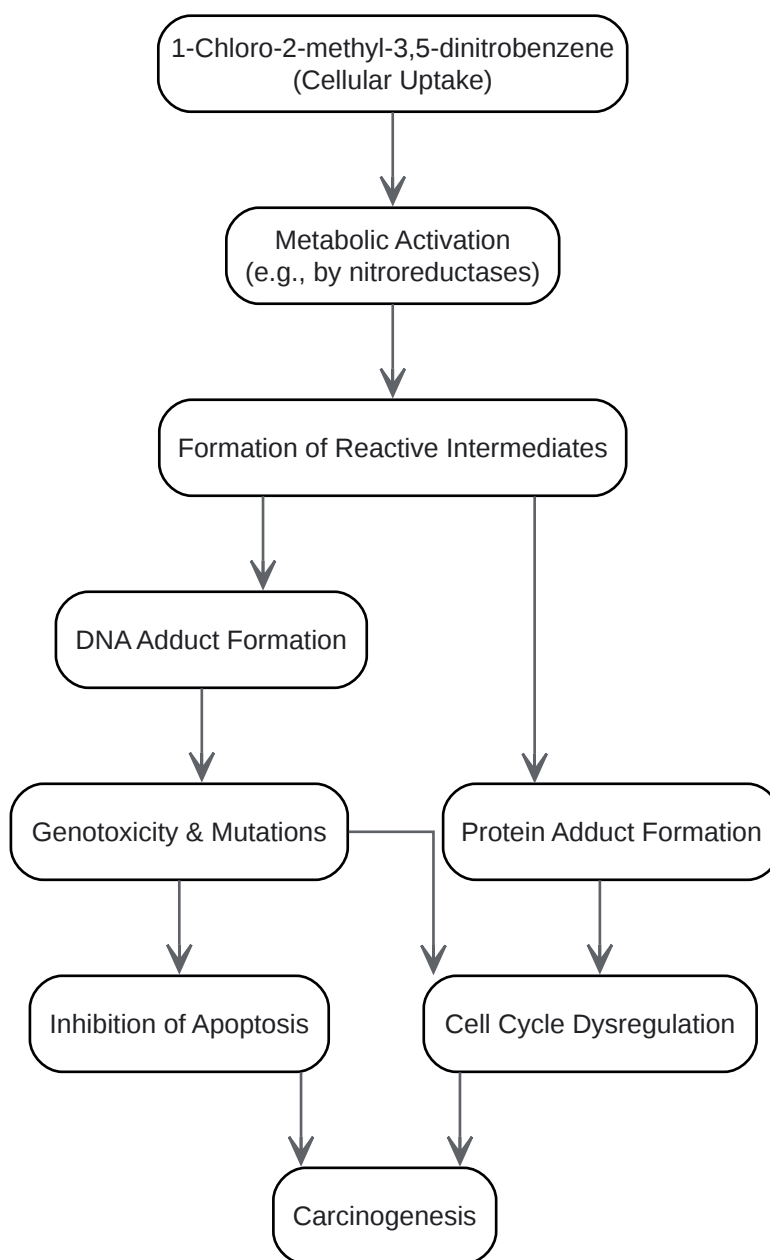 1-Chloro-2-methyl-3,5-dinitrobenzene
(Cellular Uptake)
Metabolic Activation
(e.g., by nitroreductases)
Formation of Reactive Intermediates
DNA Adduct Formation
Genotoxicity & Mutations
Protein Adduct Formation
Inhibition of Apoptosis
Cell Cycle Dysregulation
Carcinogenesis